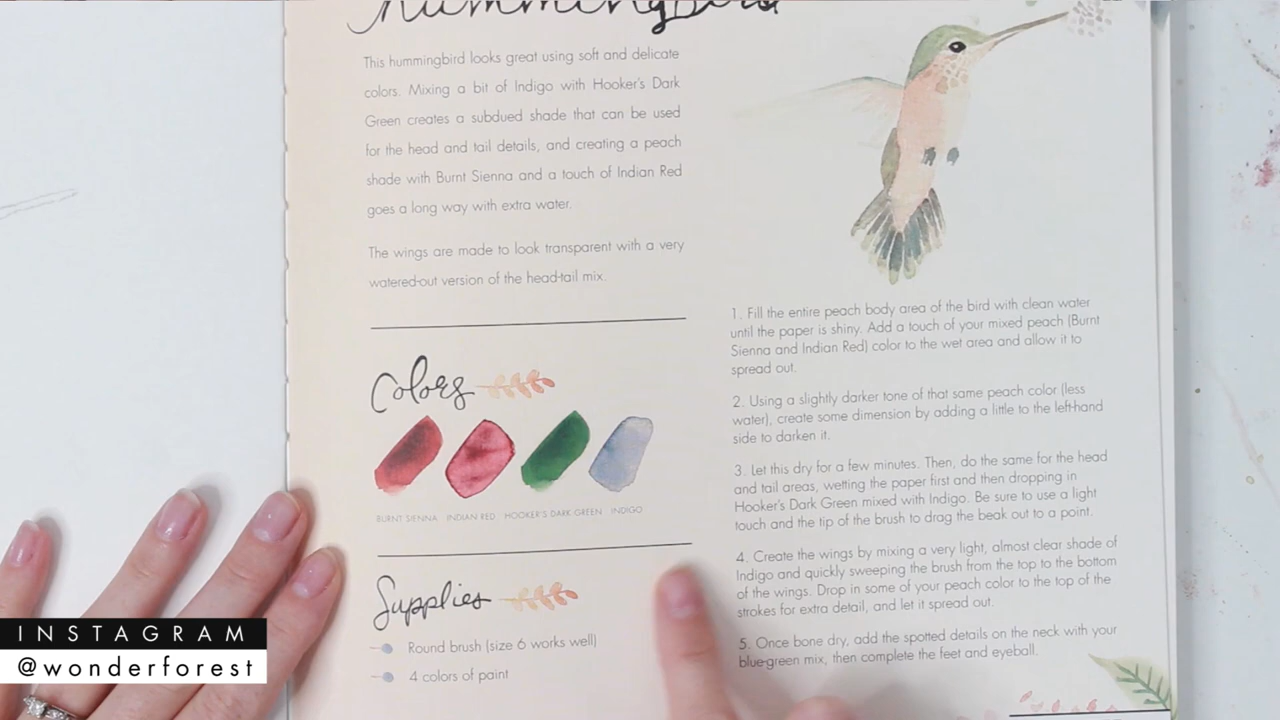 Hummingbird
This hummingbird looks great using soft and delicate
colors. Mixing a bit of Indigo with Hooker's Dark
Green creates a subdued shade that can be used
for the head and tail details, and creating a peach
shade with Burnt Sienna and a touch of Indian Red
goes a long way with extra water.
The wings are made to look transparent with a very
watered-out version of the head-tail mix.
Colors
BURNT SIENNA INDIAN RED HOOKER'S DARK GREEN INDIGO
Supplies
Round brush (size 6 works well)
4 colors of paint
1. Fill the entire peach body area of the bird with clean water
until the paper is shiny. Add a touch of your mixed peach (Burnt
Sienna and Indian Red) color to the wet area and allow it to
spread out.
2. Using a slightly darker tone of that same peach color (less
water), create some dimension by adding a little to the left-hand
side to darken it.
3. Let this dry for a few minutes. Then, do the same for the head
and tail areas, wetting the paper first and then dropping in
Hooker's Dark Green mixed with Indigo. Be sure to use a light
touch and the tip of the brush to drag the beak out to a point.
4. Create the wings by mixing a very light, almost clear shade of
Indigo and quickly sweeping the brush from the top to the bottom
of the wings. Drop in some of your peach color to the top of the
strokes for extra detail, and let it spread out.
5. Once bone dry, add the spotted details on the neck with your
blue-green mix, then complete the feet and eyeball.
INSTAGRAM
@wonderforest